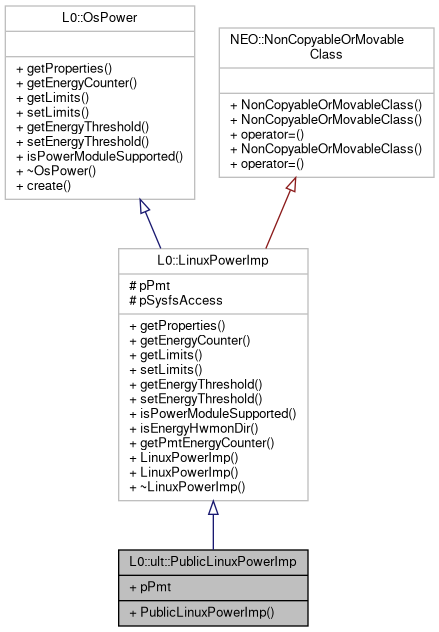 L0::OsPower
+ getProperties()
+ getEnergyCounter()
+ getLimits()
+ setLimits()
+ getEnergyThreshold()
+ setEnergyThreshold()
+ isPowerModuleSupported()
+ ~OsPower()
+ create()
NEO::NonCopyableOrMovable
Class
+ NonCopyableOrMovableClass()
+ NonCopyableOrMovableClass()
+ operator=()
+ NonCopyableOrMovableClass()
+ operator=()
L0::LinuxPowerImp
# pPmt
# pSysfsAccess
+ getProperties()
+ getEnergyCounter()
+ getLimits()
+ setLimits()
+ getEnergyThreshold()
+ setEnergyThreshold()
+ isPowerModuleSupported()
+ isEnergyHwmonDir()
+ getPmtEnergyCounter()
+ LinuxPowerImp()
+ LinuxPowerImp()
+ ~LinuxPowerImp()
L0::ult::PublicLinuxPowerImp
+ pPmt
+ PublicLinuxPowerImp()